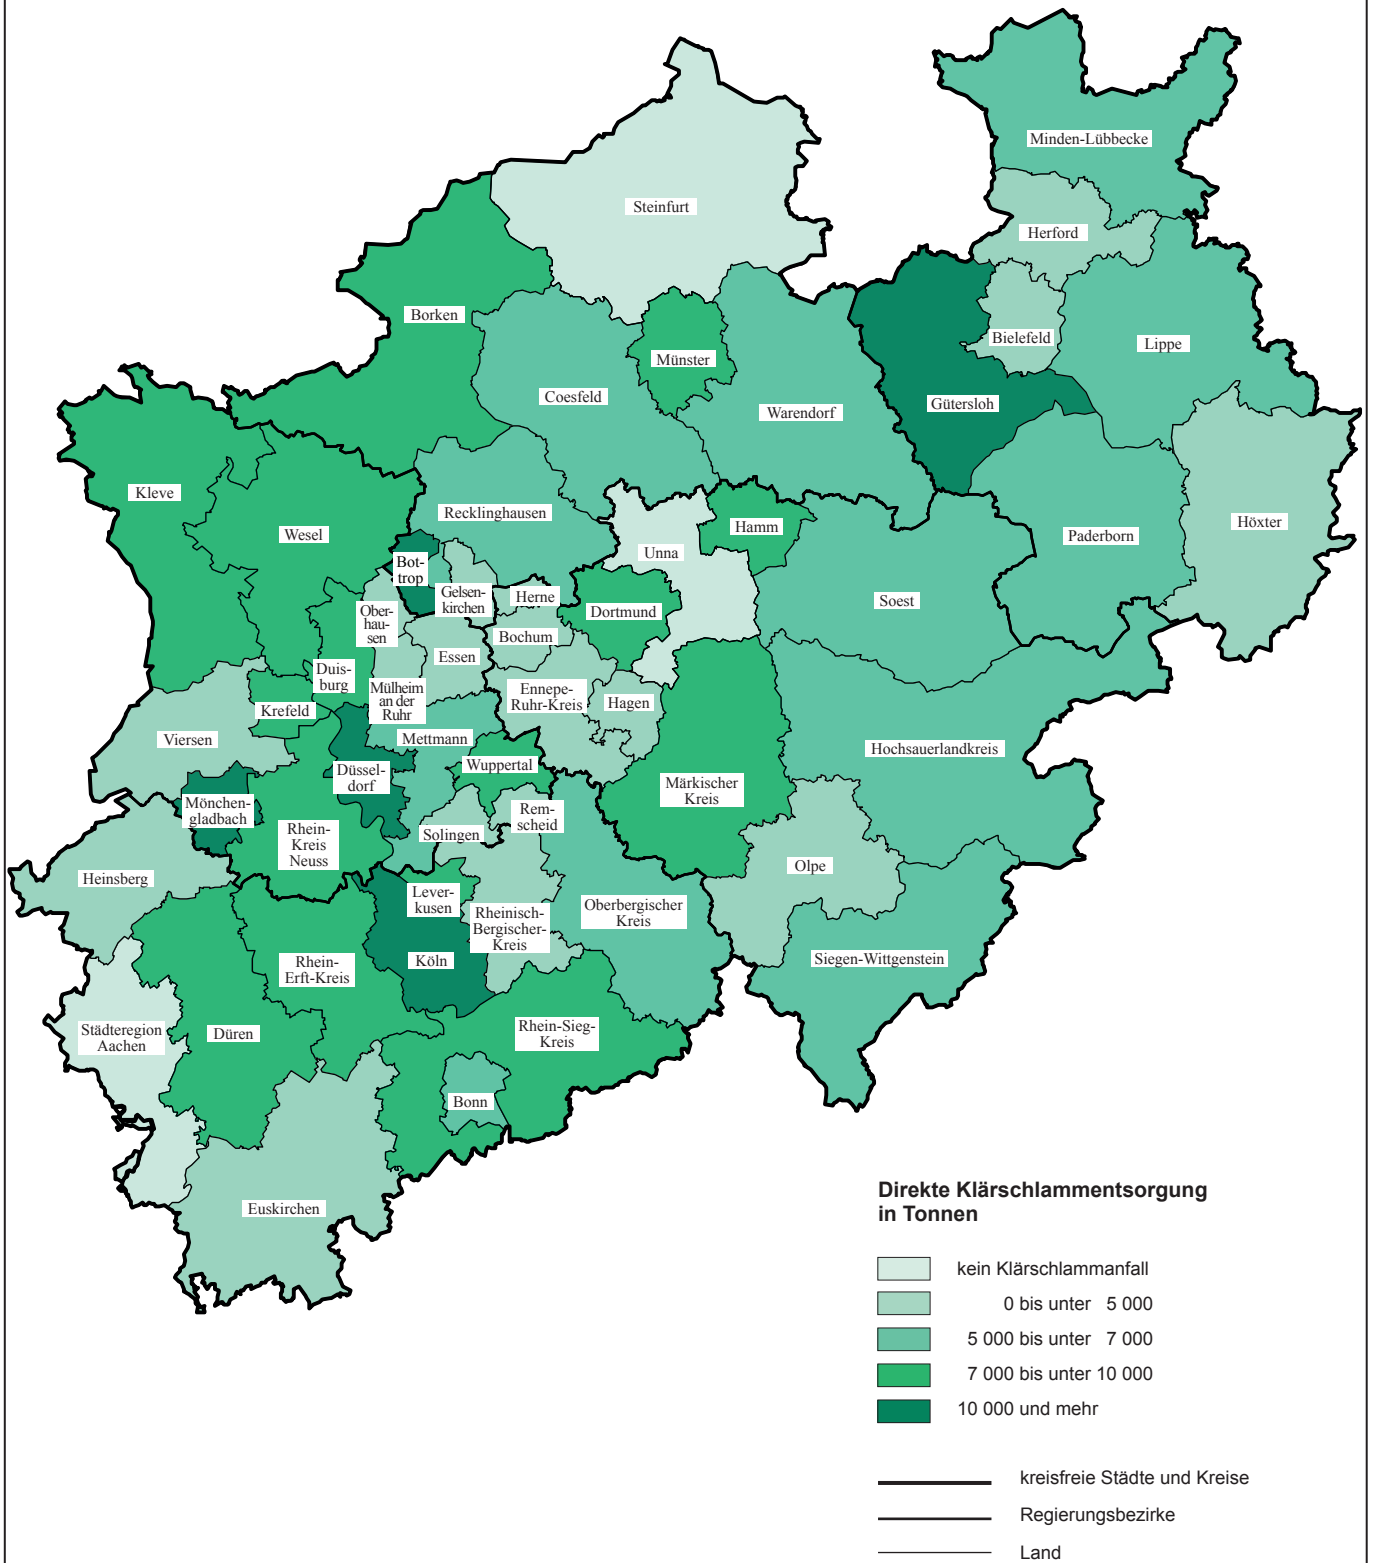 Minden-Lübbecke
Steinfurt
Herford
Borken
Bielefeld
Lippe
Münster
Coesfeld
Gütersloh
Warendorf
Kleve
Recklinghausen
Hamm
Höxter
Wesel
Paderborn
Unna
Bot-
trop
Gelsen-
kirchen
Herne
Soest
Ober-
hau-
sen
Dortmund
Bochum
Essen
Duis-
burg
Mülheim
an der
Ruhr
Ennepe-
Ruhr-Kreis
Hagen
Krefeld
Viersen
Mettmann
Hochsauerlandkreis
Wuppertal
Düssel-
dorf
Märkischer
Kreis
Mönchen-
gladbach
Rem-
scheid
Solingen
Rhein-
Kreis
Neuss
Olpe
Heinsberg
Lever-
kusen
Oberbergischer
Kreis
Rheinisch-
Bergischer-
Kreis
Köln
Siegen-Wittgenstein
Rhein-
Erft-Kreis
Städteregion
Aachen
Düren
Rhein-Sieg-
Kreis
Bonn
Euskirchen
Direkte Klärschlammentsorgung
in Tonnen
kein Klärschlammanfall
0 bis unter 5 000
5 000 bis unter 7 000
7 000 bis unter 10 000
10 000 und mehr
kreisfreie Städte und Kreise
Regierungsbezirke
Land